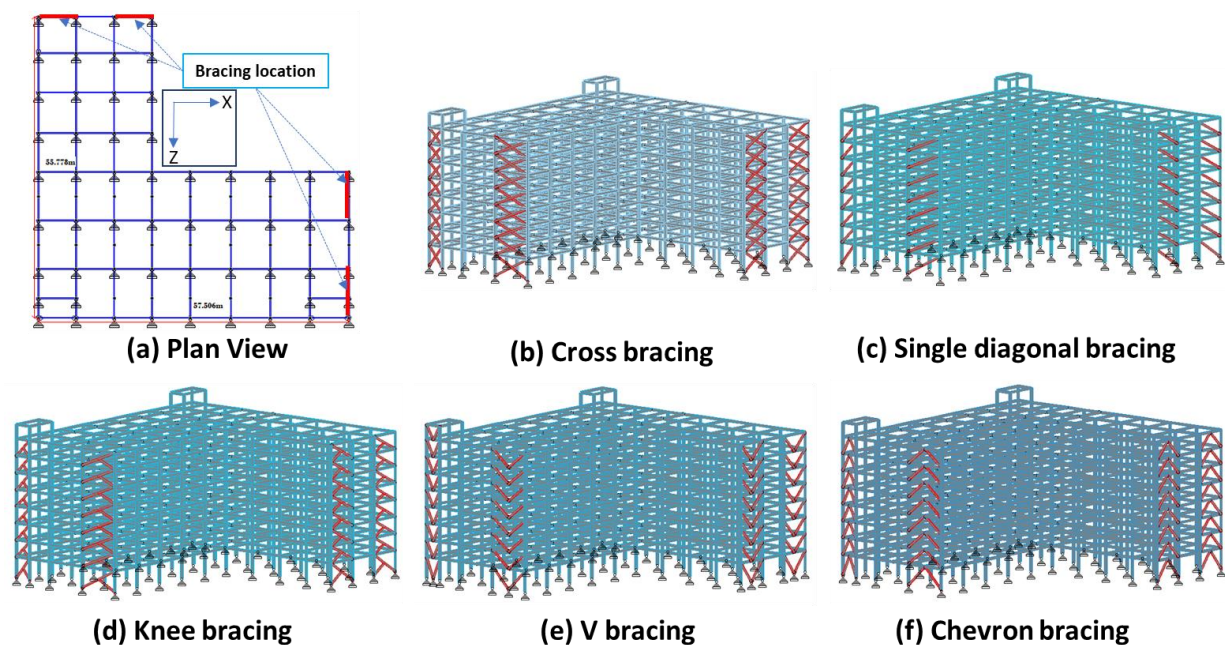 Bracing location
X
Z
55.778m
57.506m
(a) Plan View
(b) Cross bracing
(c) Single diagonal bracing
(d) Knee bracing
(e) V bracing
(f) Chevron bracing